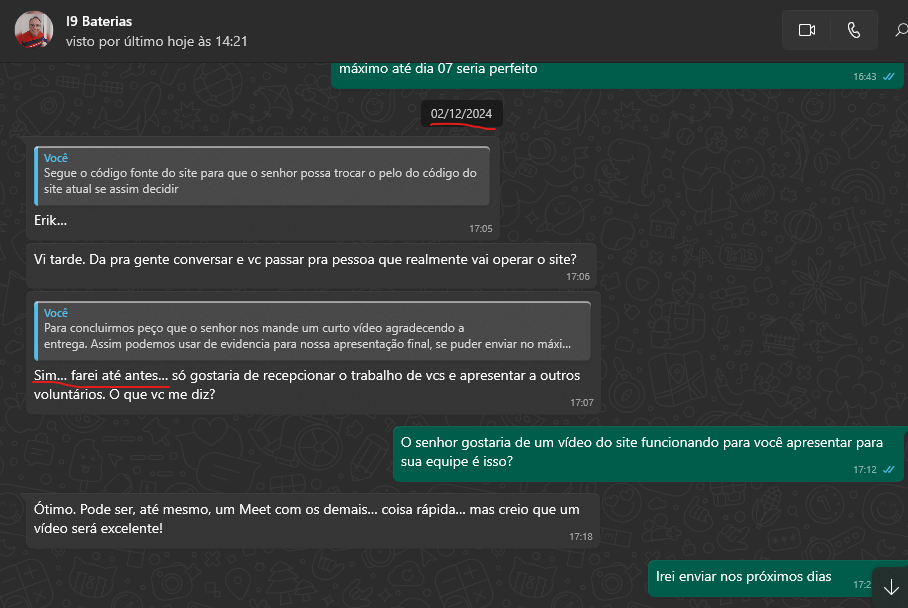 I9 Baterias
visto por último hoje às 14:21
máximo até dia 07 seria perfeito
16:43
02/12/2024
Você
Segue o código fonte do site para que o senhor possa trocar o pelo do código do
site atual se assim decidir
Erik...
17:05
Vi tarde. Da pra gente conversar e vc passar pra pessoa que realmente vai operar o site?
17:06
Você
Para concluirmos peço que o senhor nos mande um curto vídeo agradecendo a
entrega. Assim podemos usar de evidencia para nossa apresentação final, se puder enviar no máxi...
Sim... farei até antes... só gostaria de recepcionar o trabalho de vcs e apresentar a outros
voluntários. O que vc me diz?
17:07
O senhor gostaria de um vídeo do site funcionando para você apresentar para
sua equipe é isso?
17:12
Ótimo. Pode ser, até mesmo, um Meet com os demais... coisa rápida... mas creio que um
vídeo será excelente!
17:18
Irei enviar nos próximos dias